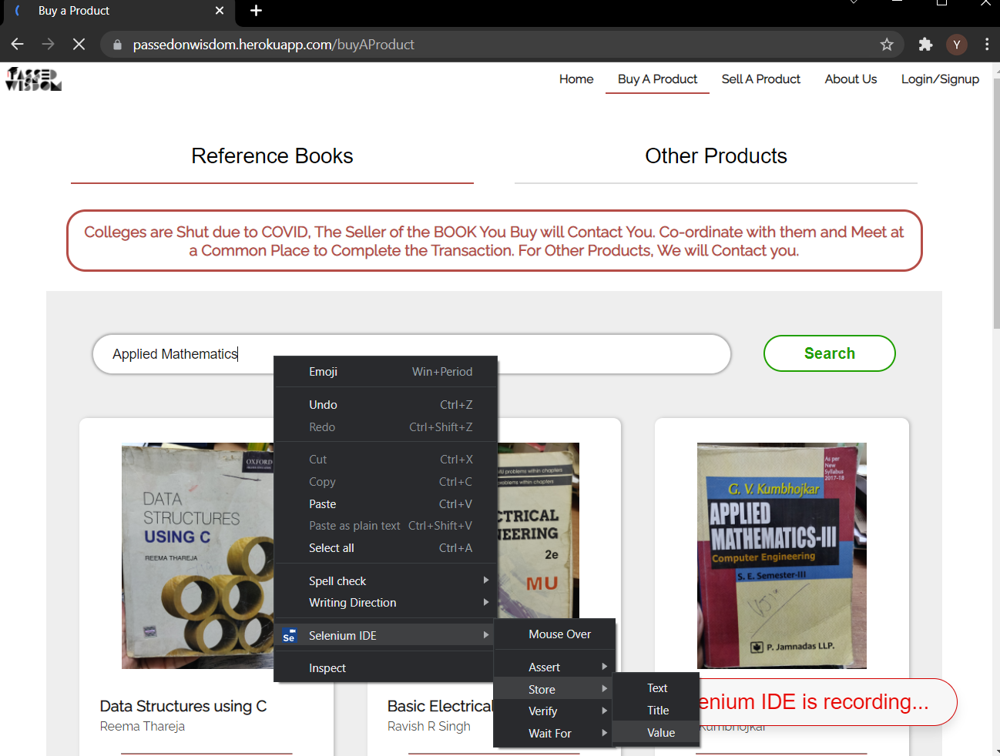 Buy a Product
passedonwisdom.herokuapp.com/buyAProduct
Y
PASSED
WISDOM
Home
Buy A Product
Sell A Product
About Us
Login/Signup
Reference Books
Other Products
Colleges are Shut due to COVID, The Seller of the BOOK You Buy will Contact You. Co-ordinate with them and Meet at
a Common Place to Complete the Transaction. For Other Products, We will Contact you.
Applied Mathematics
Search
Emoji Win+Period
Undo Ctrl+Z
Redo Ctrl+Shift+Z
Cut Ctrl+X
Copy Ctrl+C
Paste Ctrl+V
Paste as plain text Ctrl+Shift+V
Select all Ctrl+A
Spell check
Writing Direction
Se Selenium IDE
Inspect
Mouse Over
Assert
Store
Verify
Wait For
Text
Title
Value
enium IDE is recording...
OXFORD
DATA
STRUCTURES
USING C
REEMA THAREJA
MU problems within chapters
problems within chapters
CTRICAL
NEERING
2e
MU
As per
New
Syllabus
2017-18
G. V. Kumbhojkar
APPLIED
MATHEMATICS-III
Computer Engineering
S. E. Semester-III
P. Jamnadas LLP.
Data Structures using C
Reema Thareja
Basic Electrical
Ravish R Singh
Kumbhojkar